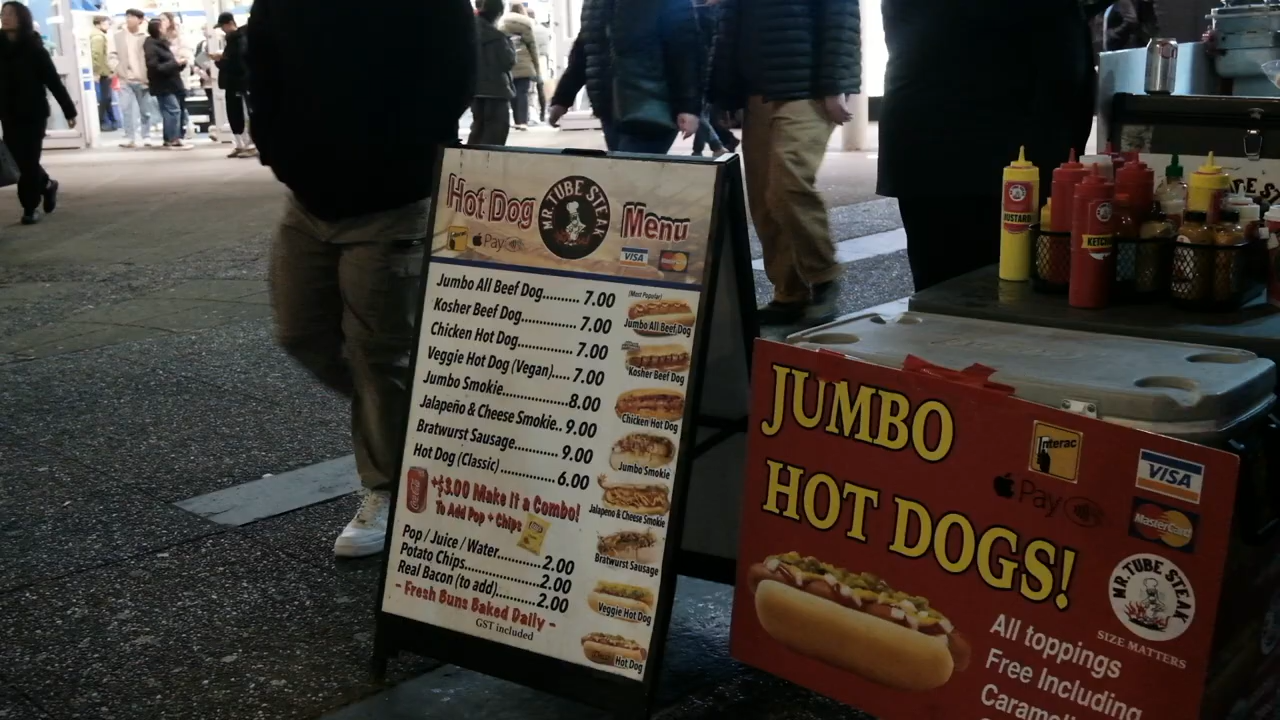 Hot Dog MR. TUBE STEAK Menu
Pay VISA MasterCard
Jumbo All Beef Dog.......... 7.00
Kosher Beef Dog............... 7.00
Chicken Hot Dog............... 7.00
Veggie Hot Dog (Vegan)..... 7.00
Jumbo Smokie..................8.00
Jalapeño & Cheese Smokie.. 9.00
Bratwurst Sausage............. 9.00
Hot Dog (Classic)............... 6.00
+$3.00 Make it a Combo!
To Add Pop + Chips
Pop / Juice / Water............ 2.00
Potato Chips..................... 2.00
Real Bacon (to add).......... 2.00
~ Fresh Buns Baked Daily ~
GST included
(Most Popular)
Jumbo All Beef Dog
Kosher Beef Dog
Chicken Hot Dog
Jumbo Smokie
Jalapeño & Cheese Smokie
Bratwurst Sausage
Veggie Hot Dog
Hot Dog
MUSTARD
KETCHUP
JUMBO
HOT DOGS!
Interac
VISA
Pay
MasterCard
MR. TUBE STEAK
SIZE MATTERS
All toppings
Free Including